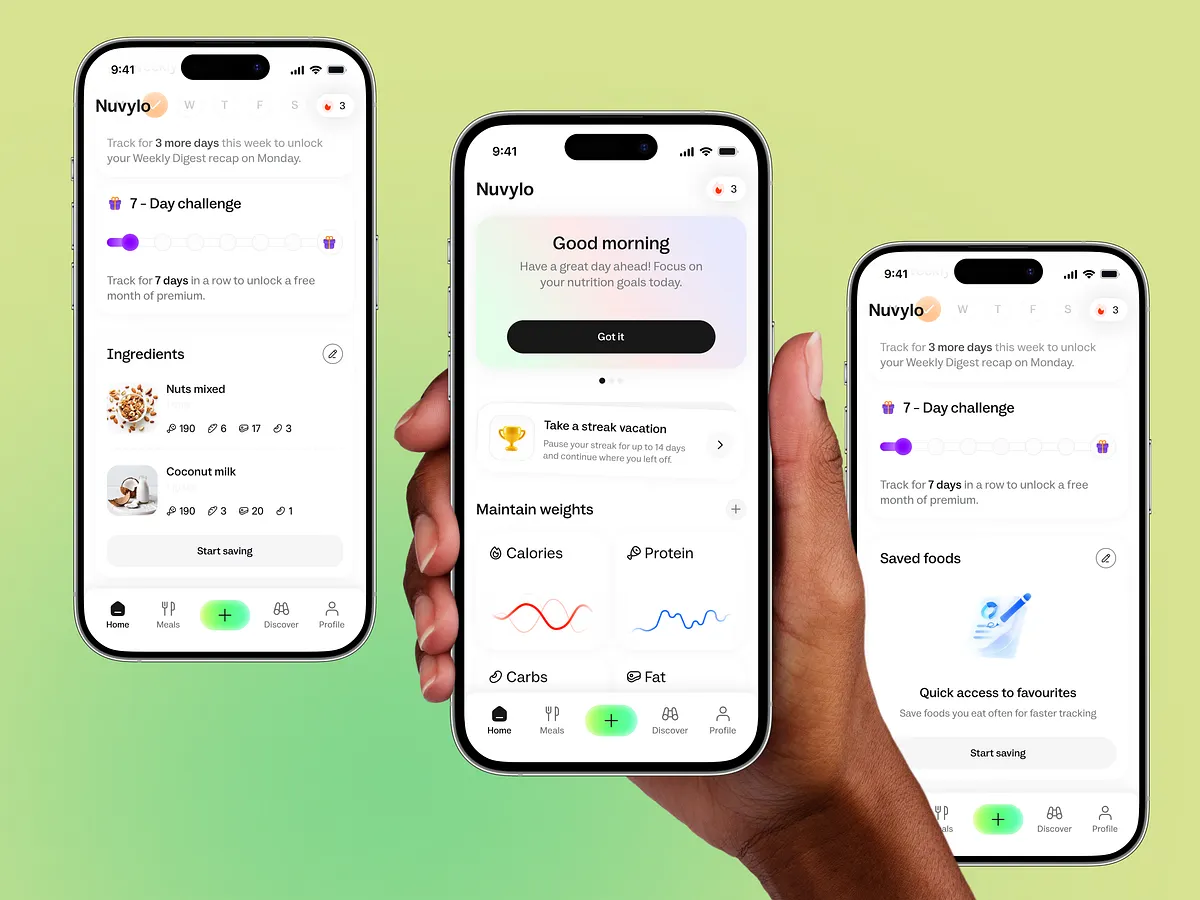 9:41
Nuvylo
W T F S
3
Track for 3 more days this week to unlock
your Weekly Digest recap on Monday.
7 - Day challenge
Track for 7 days in a row to unlock a free
month of premium.
Ingredients
Nuts mixed
190 6 17 3
Coconut milk
190 3 20 1
Start saving
Home Meals Discover Profile
9:41
Nuvylo
3
Good morning
Have a great day ahead! Focus on
your nutrition goals today.
Got it
Take a streak vacation
Pause your streak for up to 14 days
and continue where you left off.
Maintain weights
Calories Protein
Carbs Fat
Home Meals Discover Profile
9:41
Nuvylo
W T F S
3
Track for 3 more days this week to unlock
your Weekly Digest recap on Monday.
7 - Day challenge
Track for 7 days in a row to unlock a free
month of premium.
Saved foods
Quick access to favourites
Save foods you eat often for faster tracking
Start saving
Discover Profile